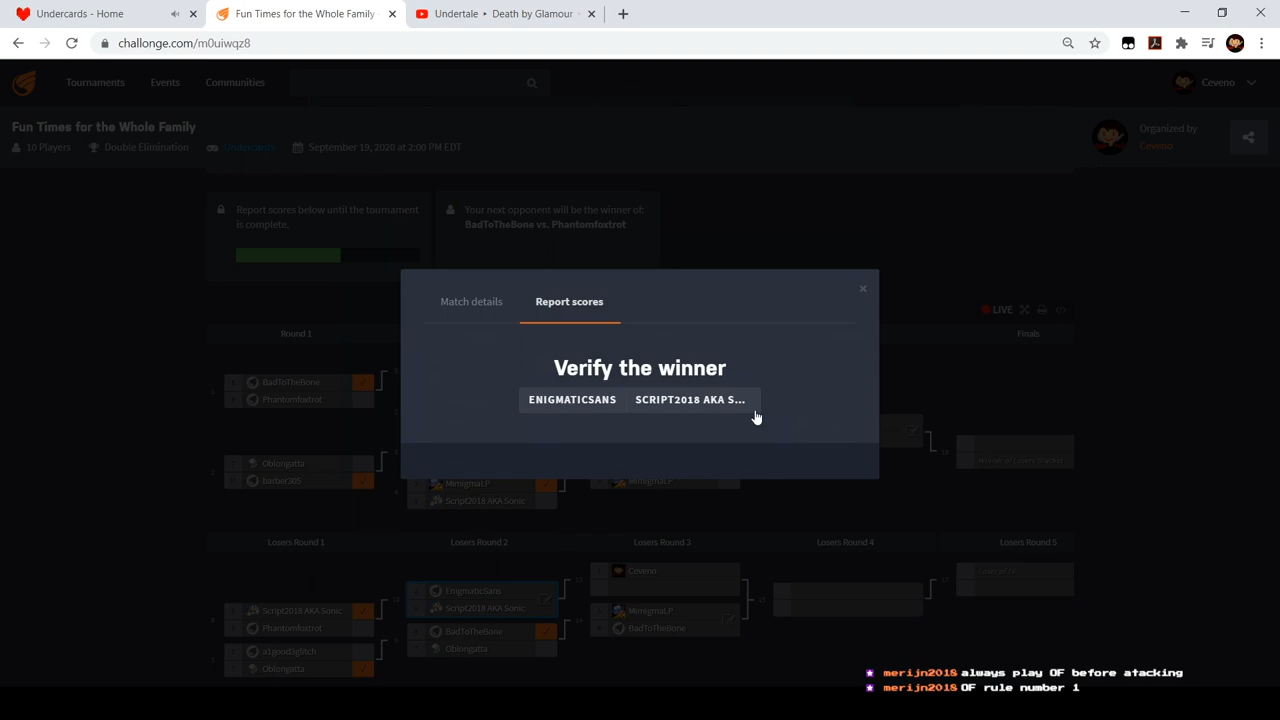 Undercards - Home
Fun Times for the Whole Family
Undertale ▸ Death by Glamour
challonge.com/m0uiwqz8
Tournaments Events Communities
Ceveno
Fun Times for the Whole Family
10 Players Double Elimination Undercards September 19, 2020 at 2:00 PM EDT
Organized by
Ceveno
Report scores below until the tournament
is complete.
Your next opponent will be the winner of:
BadToTheBone vs. Phantomfoxtrot
Match details Report scores
Verify the winner
ENIGMATICSANS SCRIPT2018 AKA S...
LIVE
Round 1 Finals
BadToTheBone
Phantomfoxtrot
Oblongatta
barber305
MimigmaLP
Script2018 AKA Sonic
MimigmaLP
Winner of Losers Bracket
Losers Round 1 Losers Round 2 Losers Round 3 Losers Round 4 Losers Round 5
EnigmaticSans
Script2018 AKA Sonic
BadToTheBone
Oblongatta
Ceveno
MimigmaLP
BadToTheBone
Script2018 AKA Sonic
Phantomfoxtrot
a1good3glitch
Oblongatta
merijn2018 always play OF before atacking
merijn2018 OF rule number 1